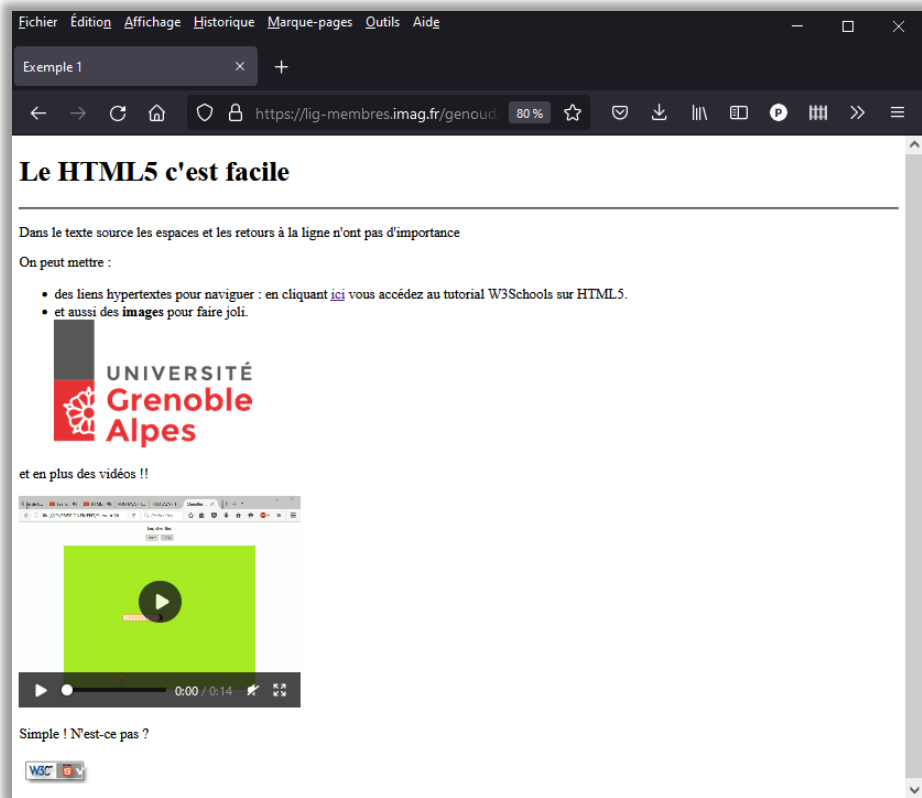 Fichier Édition Affichage Historique Marque-pages Outils Aide
Exemple 1
https://lig-membres.imag.fr/genoud 80 %
Le HTML5 c'est facile
Dans le texte source les espaces et les retours à la ligne n'ont pas d'importance
On peut mettre :
• des liens hypertextes pour naviguer : en cliquant ici vous accédez au tutorial W3Schools sur HTML5.
• et aussi des images pour faire joli.
UNIVERSITÉ
Grenoble
Alpes
et en plus des vidéos !!
0:00 / 0:14
Simple ! N'est-ce pas ?
W3C